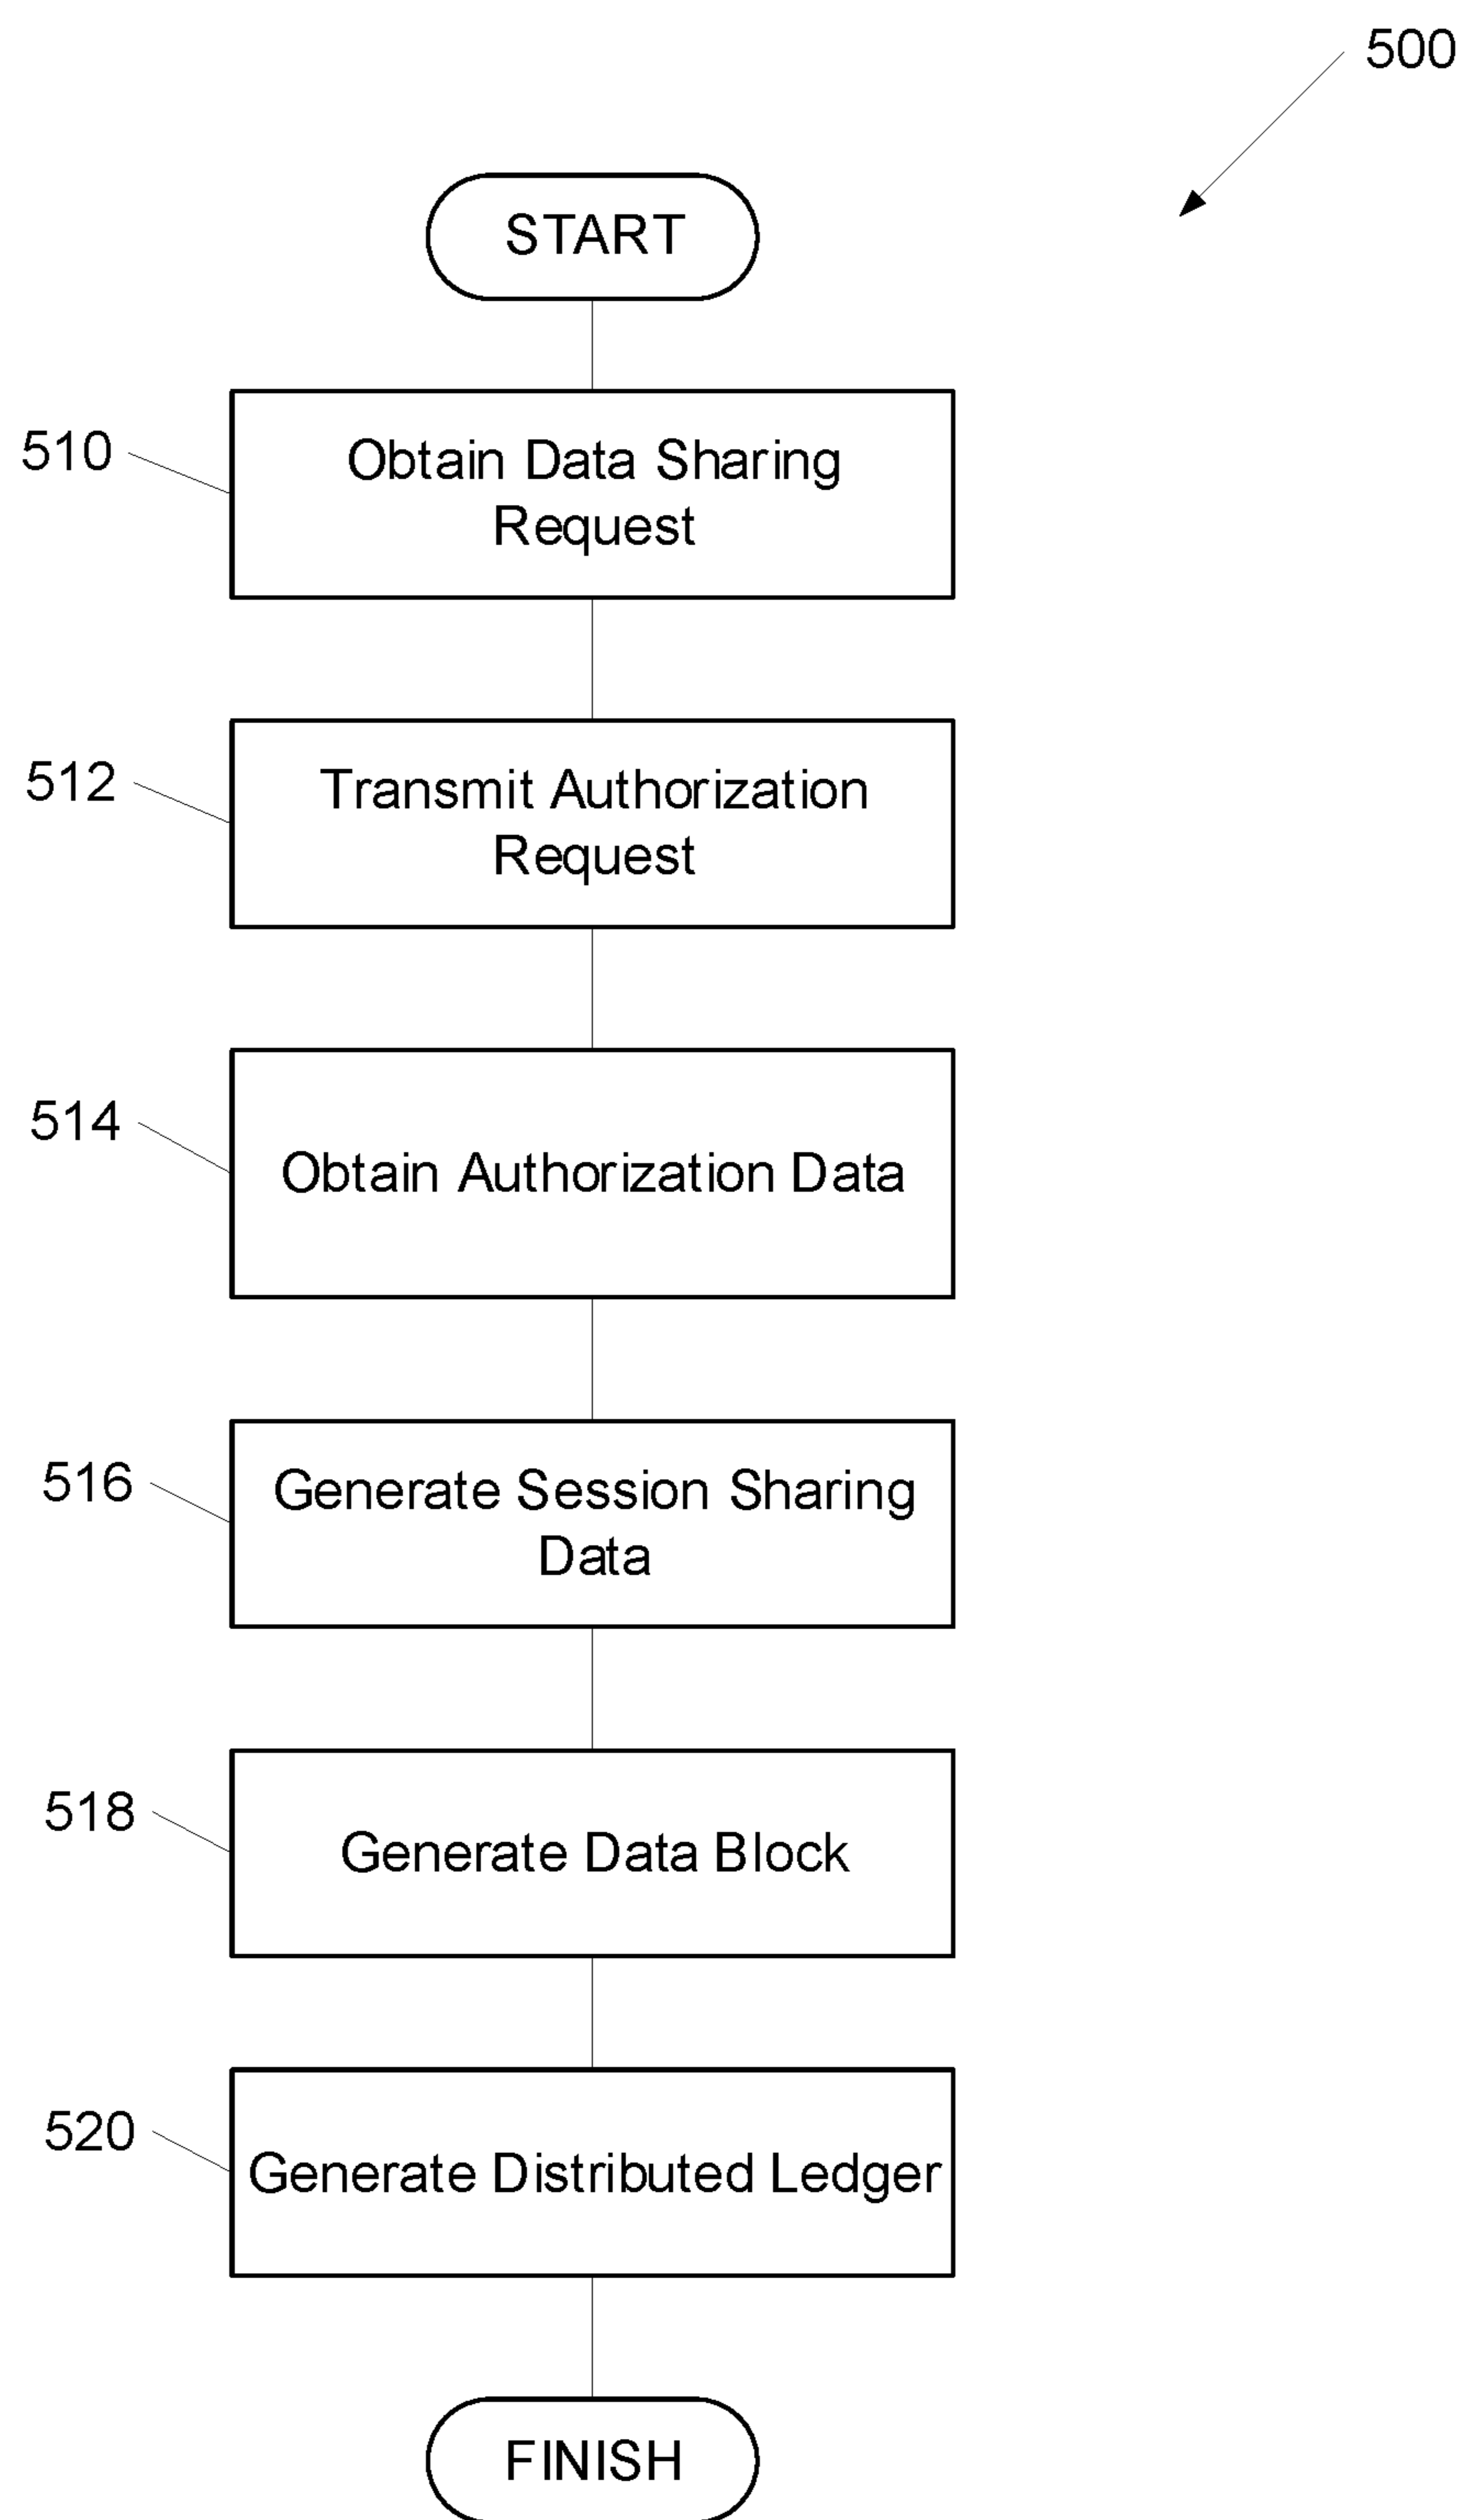 500
START
510
Obtain Data Sharing
Request
512
Transmit Authorization
Request
514
Obtain Authorization Data
516
Generate Session Sharing
Data
518
Generate Data Block
520
Generate Distributed Ledger
FINISH